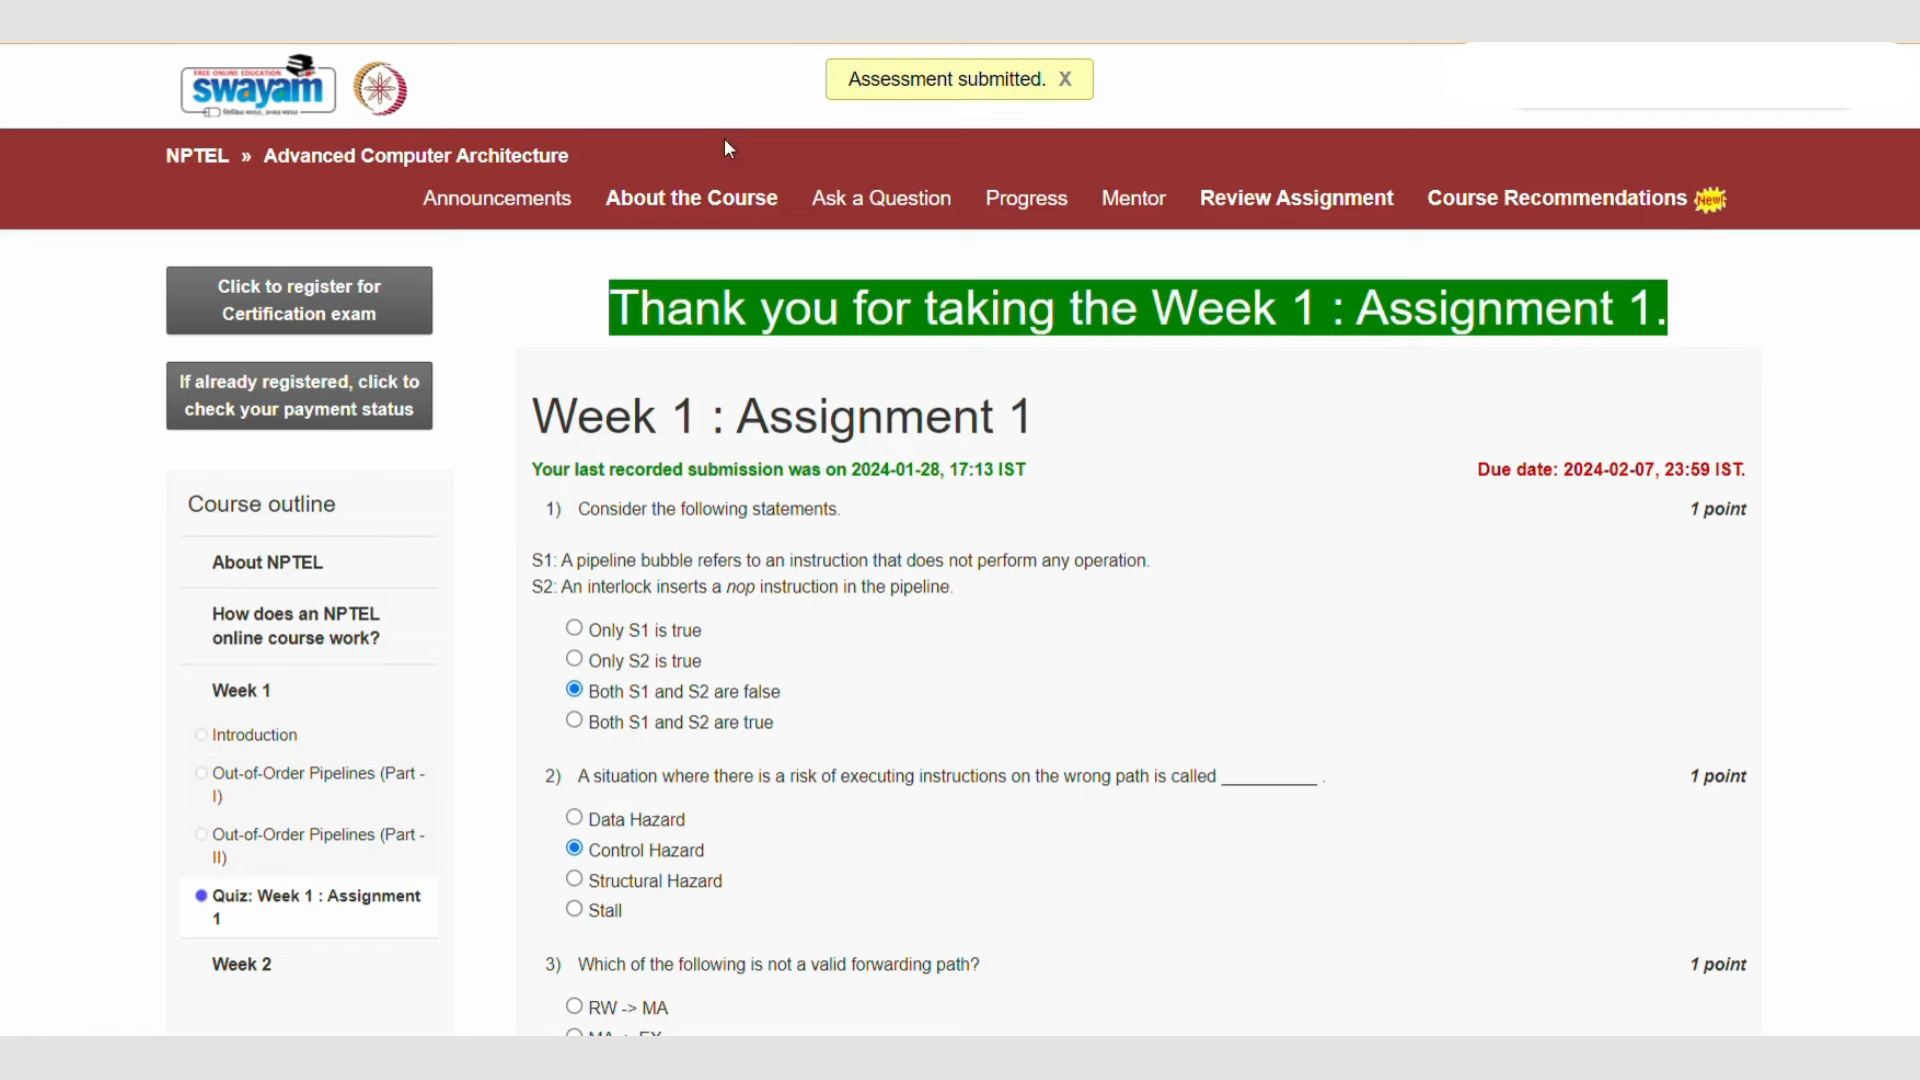 FREE ONLINE EDUCATION
swayam
Assessment submitted. X
NPTEL » Advanced Computer Architecture
Announcements About the Course Ask a Question Progress Mentor Review Assignment Course Recommendations New!
Click to register for
Certification exam
If already registered, click to
check your payment status
Course outline
About NPTEL
How does an NPTEL
online course work?
Week 1
Introduction
Out-of-Order Pipelines (Part -
I)
Out-of-Order Pipelines (Part -
II)
Quiz: Week 1 : Assignment
1
Week 2
Thank you for taking the Week 1 : Assignment 1.
Week 1 : Assignment 1
Your last recorded submission was on 2024-01-28, 17:13 IST Due date: 2024-02-07, 23:59 IST.
1) Consider the following statements. 1 point
S1: A pipeline bubble refers to an instruction that does not perform any operation.
S2: An interlock inserts a nop instruction in the pipeline.
Only S1 is true
Only S2 is true
Both S1 and S2 are false
Both S1 and S2 are true
2) A situation where there is a risk of executing instructions on the wrong path is called __________ . 1 point
Data Hazard
Control Hazard
Structural Hazard
Stall
3) Which of the following is not a valid forwarding path? 1 point
RW -> MA